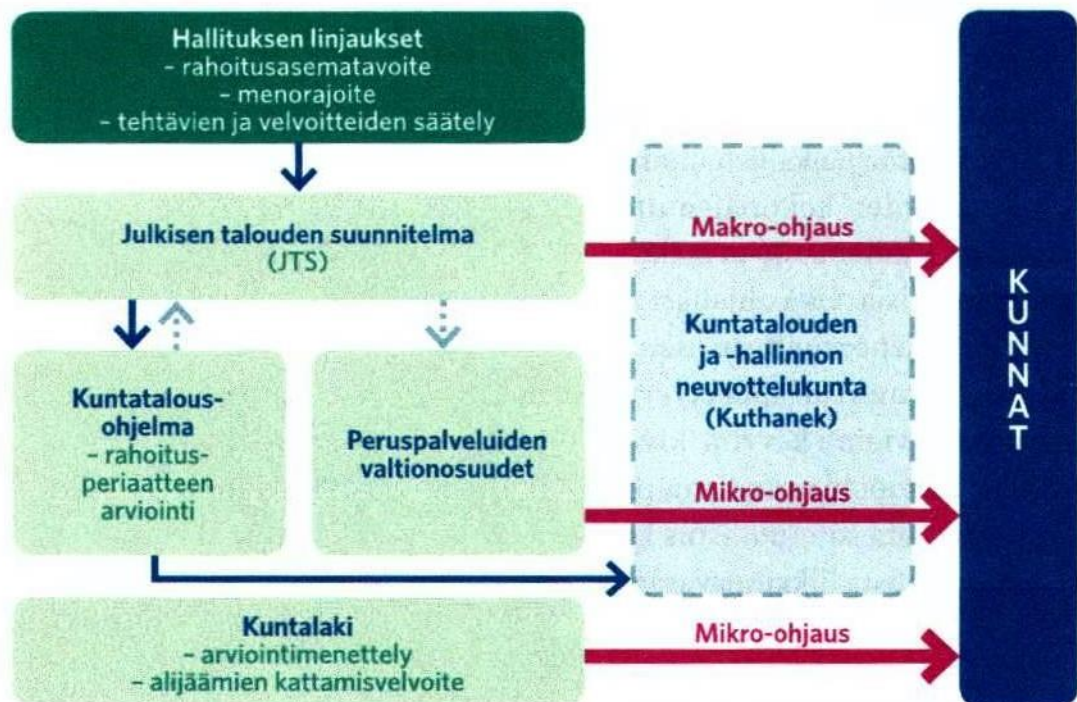 Hallituksen linjaukset
– rahoitusasematavoite
– menorajoite
– tehtävien ja velvoitteiden säätely
Julkisen talouden suunnitelma
(JTS)
Makro-ohjaus
Kuntatalous-
ohjelma
– rahoitus-
periaatteen
arviointi
Peruspalveluiden
valtionosuudet
Kuntatalouden
ja -hallinnon
neuvottelukunta
(Kuthanek)
Mikro-ohjaus
Kuntalaki
– arviointimenettely
– alijäämien kattamisvelvoite
Mikro-ohjaus
KUNNAT